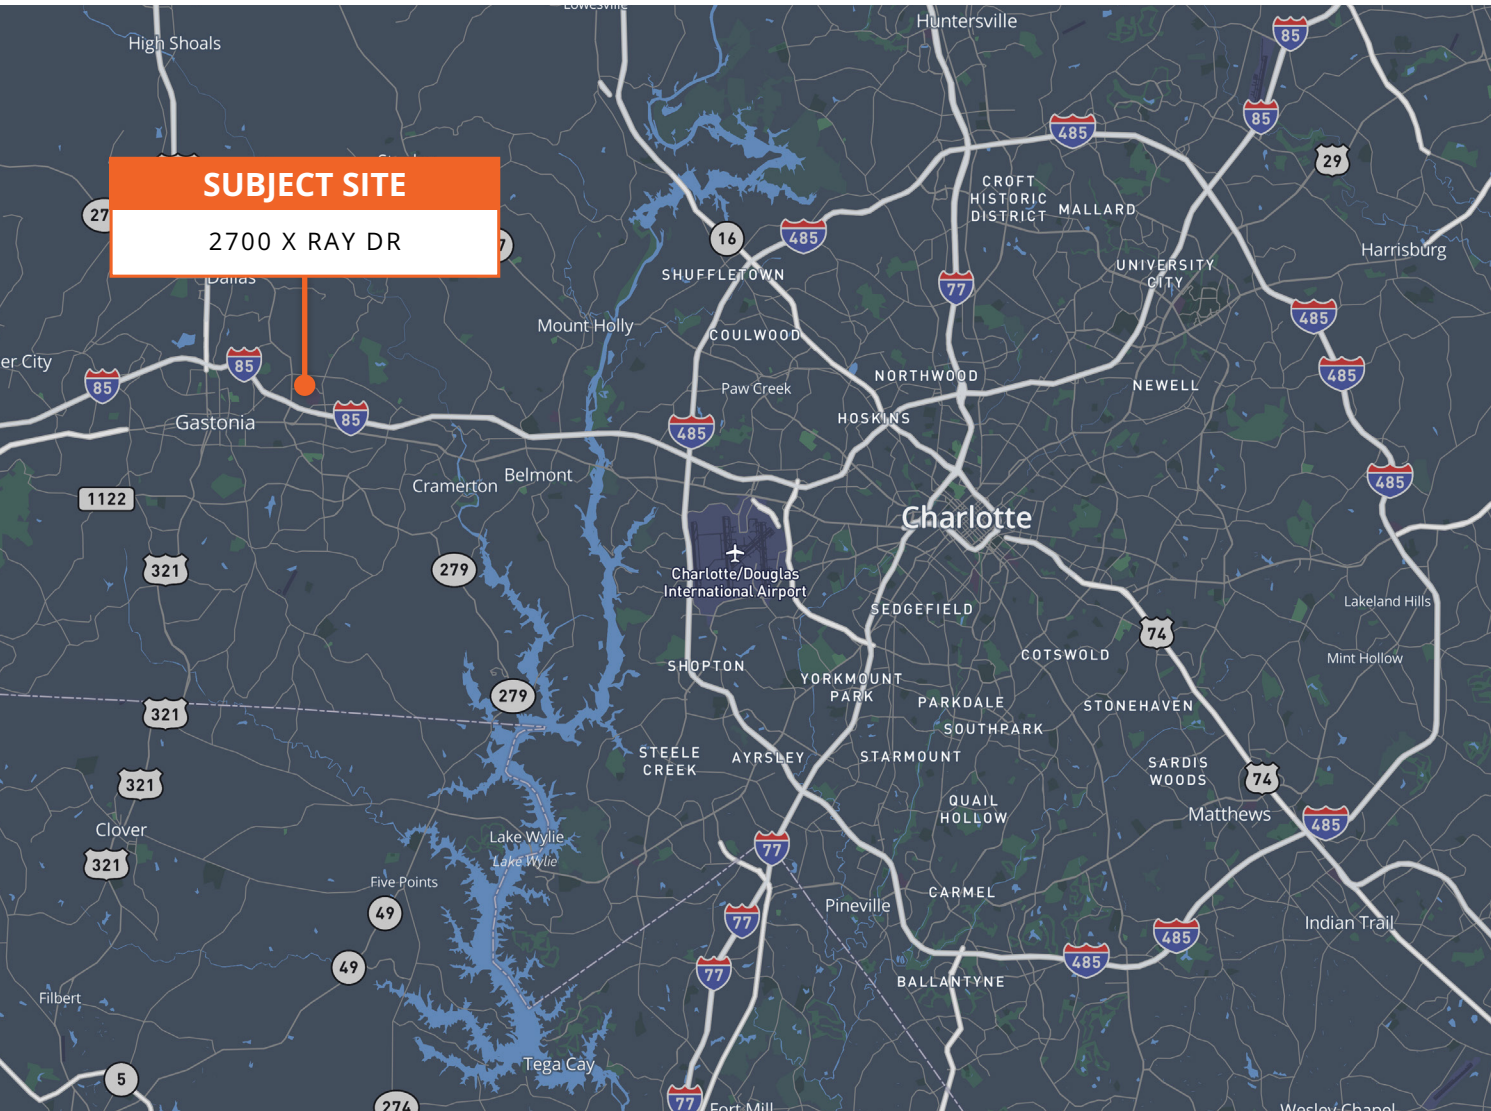 Huntersville
High Shoals
85
85
485
29
SUBJECT SITE
2700 X RAY DR
27
CROFT
HISTORIC
DISTRICT
MALLARD
16
485
Harrisburg
SHUFFLETOWN
UNIVERSITY
CITY
Dallas
77
485
Mount Holly
COULWOOD
er City
85
85
Paw Creek
NORTHWOOD
NEWELL
485
85
Gastonia
HOSKINS
485
Cramerton
Belmont
485
1122
Charlotte
321
279
Charlotte/Douglas
International Airport
SEDGEFIELD
Lakeland Hills
74
SHOPTON
COTSWOLD
Mint Hollow
YORKMOUNT
PARK
279
PARKDALE
STONEHAVEN
321
SOUTHPARK
STEELE
CREEK
AYRSLEY
STARMOUNT
SARDIS
WOODS
321
74
QUAIL
HOLLOW
Matthews
485
Clover
Lake Wylie
Lake Wylie
77
321
Five Points
CARMEL
49
Pineville
77
Indian Trail
485
49
77
485
BALLANTYNE
Filbert
Tega Cay
5
77
274
Fort Mill
Wesley Chapel